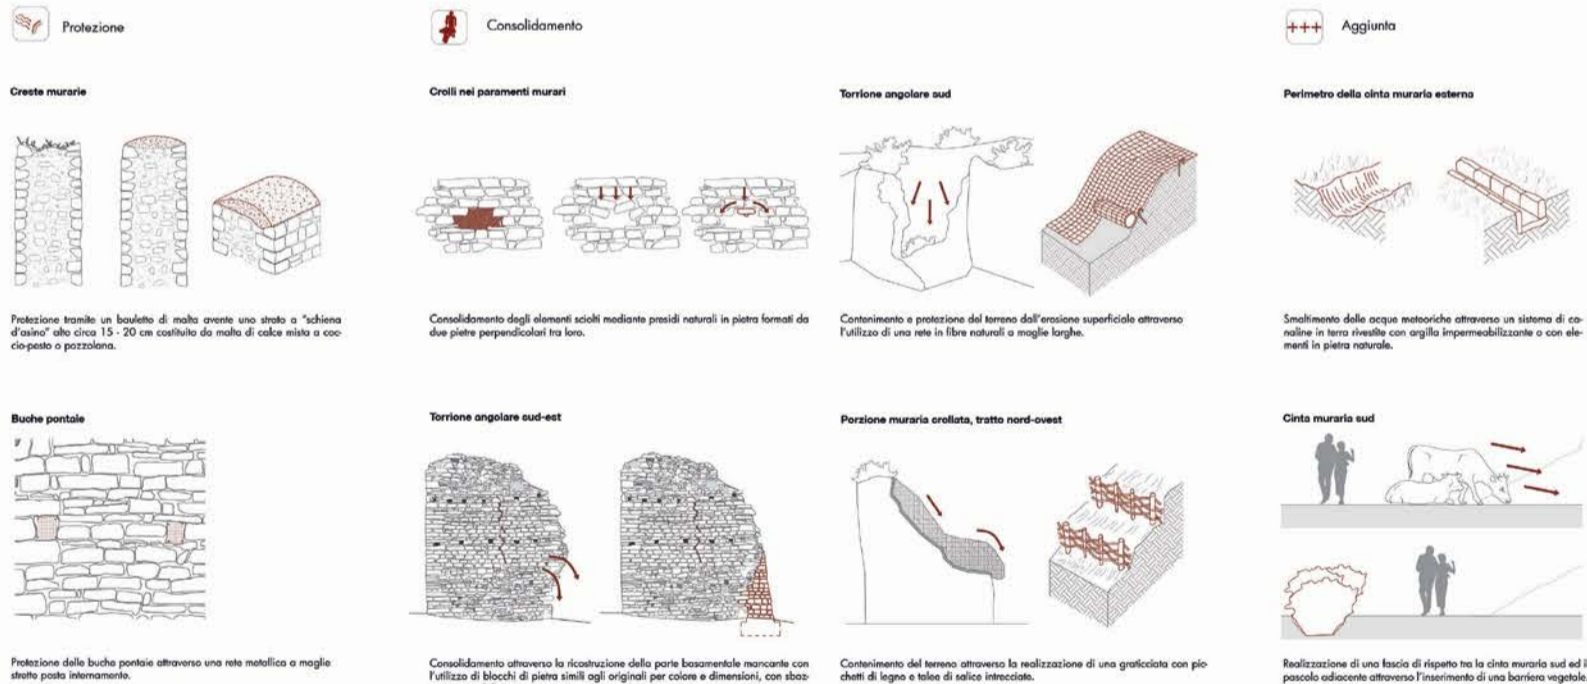 Protezione
Creste murarie
Protezione tramite un bauletto di malta avente uno strato a "schiena
d'asino" alto circa 15 - 20 cm costituito da malta di calce mista a coc-
cio-pesto o pozzolana.
Buche pontaie
Protezione delle buche pontaie attraverso una rete metallica a maglie
strette posta internamente.
Consolidamento
Crolli nei paramenti murari
Consolidamento degli elementi sciolti mediante presidi naturali in pietra formati da
due pietre perpendicolari tra loro.
Torrione angolare sud-est
Consolidamento attraverso la ricostruzione della parte basamentale mancante con
l'utilizzo di blocchi di pietra simili agli originali per colore e dimensioni, con sboz-
Torrione angolare sud
Contenimento e protezione del terreno dall'erosione superficiale attraverso
l'utilizzo di una rete in fibre naturali a maglie larghe.
Porzione muraria crollata, tratto nord-ovest
Contenimento del terreno attraverso la realizzazione di una graticciata con pic-
chetti di legno e talee di salice intrecciate.
Aggiunta
Perimetro della cinta muraria esterna
Smaltimento delle acque meteoriche attraverso un sistema di ca-
naline in terra rivestite con argilla impermeabilizzante o con ele-
menti in pietra naturale.
Cinta muraria sud
Realizzazione di una fascia di rispetto tra la cinta muraria sud ed i
pascolo adiacente attraverso l'inserimento di una barriera vegetale